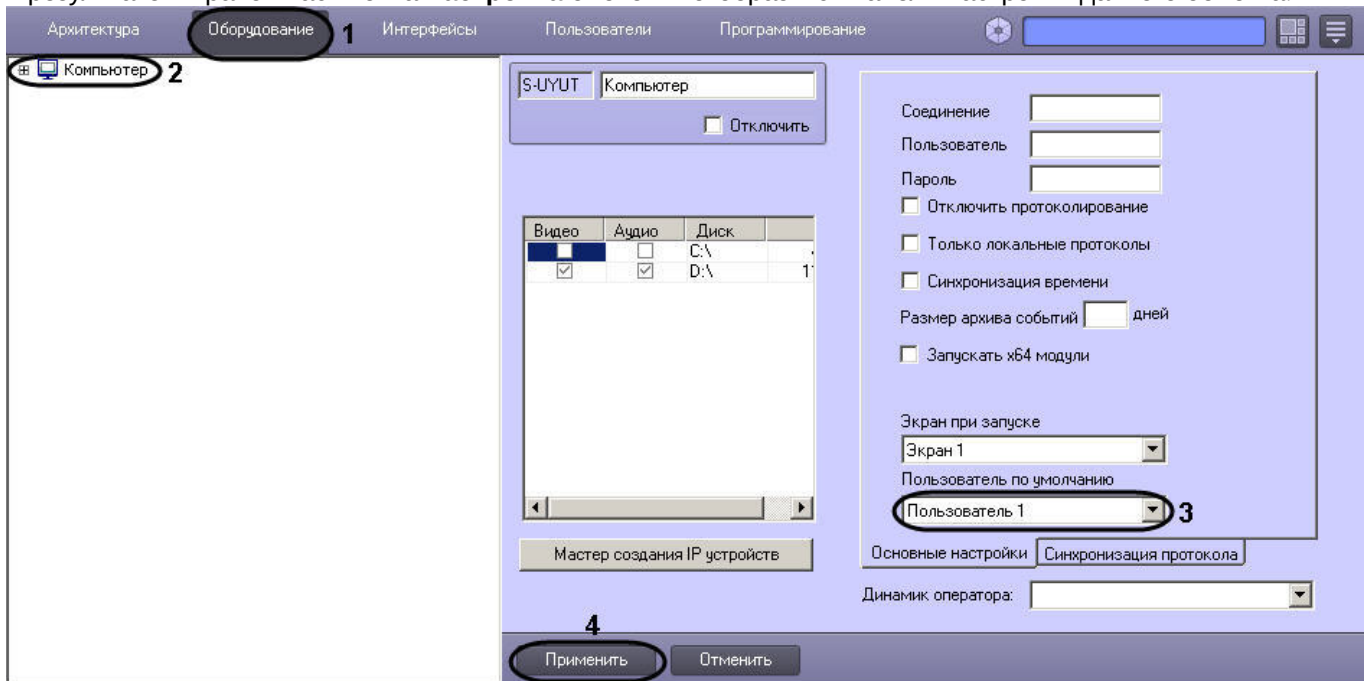 Архитектура Оборудование 1 Интерфейсы Пользователи Программирование
Компьютер 2
S-UYUT Компьютер
Отключить
Видео Аудио Диск
C:\
D:\ 1
Мастер создания IP устройств
Соединение
Пользователь
Пароль
Отключить протоколирование
Только локальные протоколы
Синхронизация времени
Размер архива событий дней
Запускать x64 модули
Экран при запуске
Экран 1
Пользователь по умолчанию
Пользователь 1 3
Основные настройки Синхронизация протокола
Динамик оператора:
4
Применить Отменить